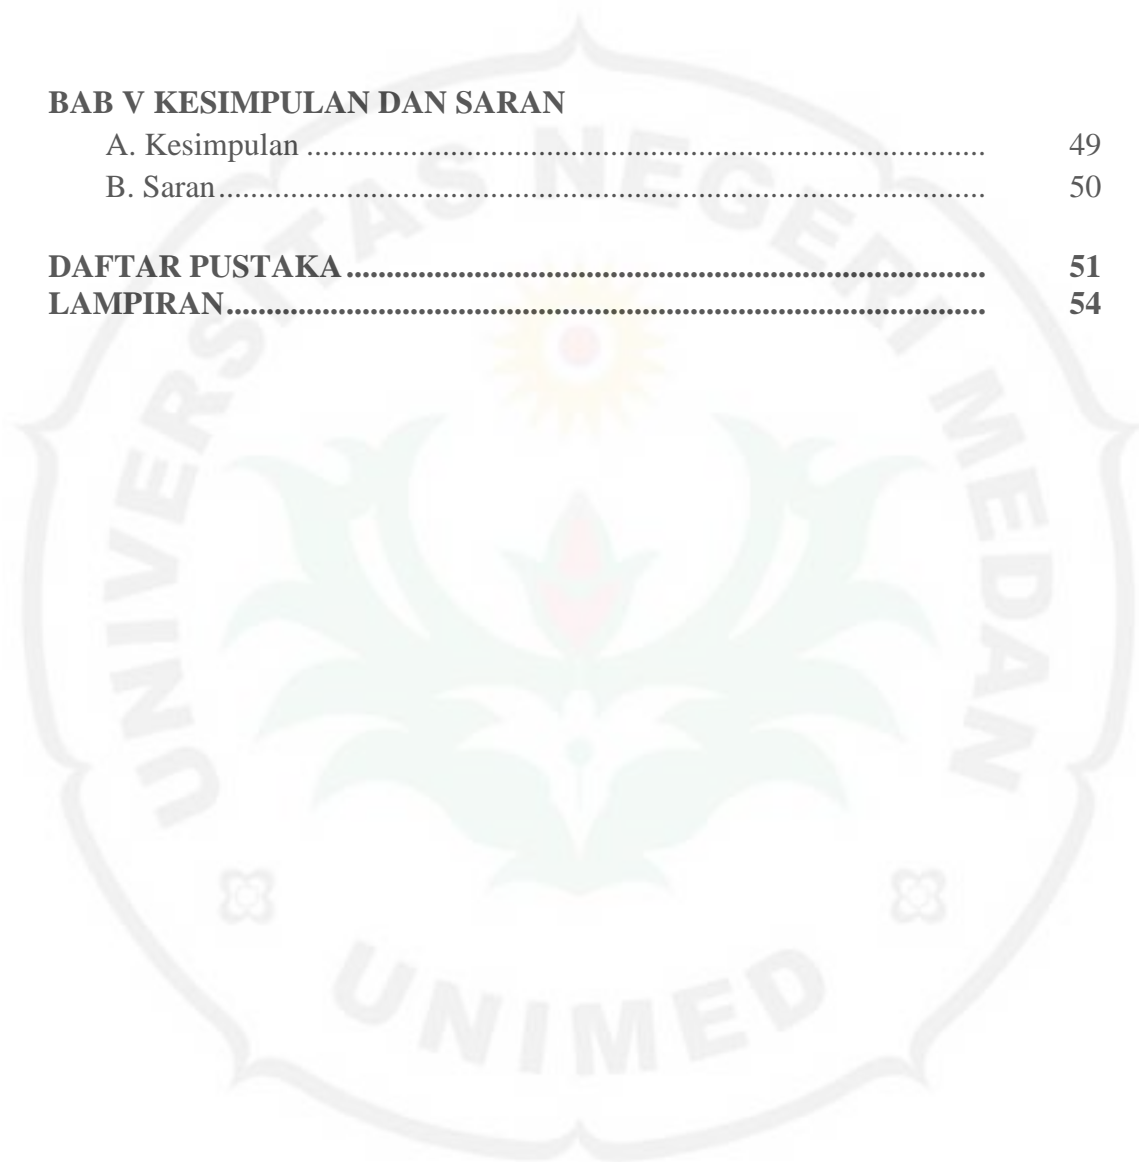 BAB V KESIMPULAN DAN SARAN
A. Kesimpulan ........................................................................ 49
B. Saran ................................................................................. 50
DAFTAR PUSTAKA .................................................................... 51
LAMPIRAN ................................................................................ 54
UNIVERSITAS NEGERI MEDAN
UNIMED